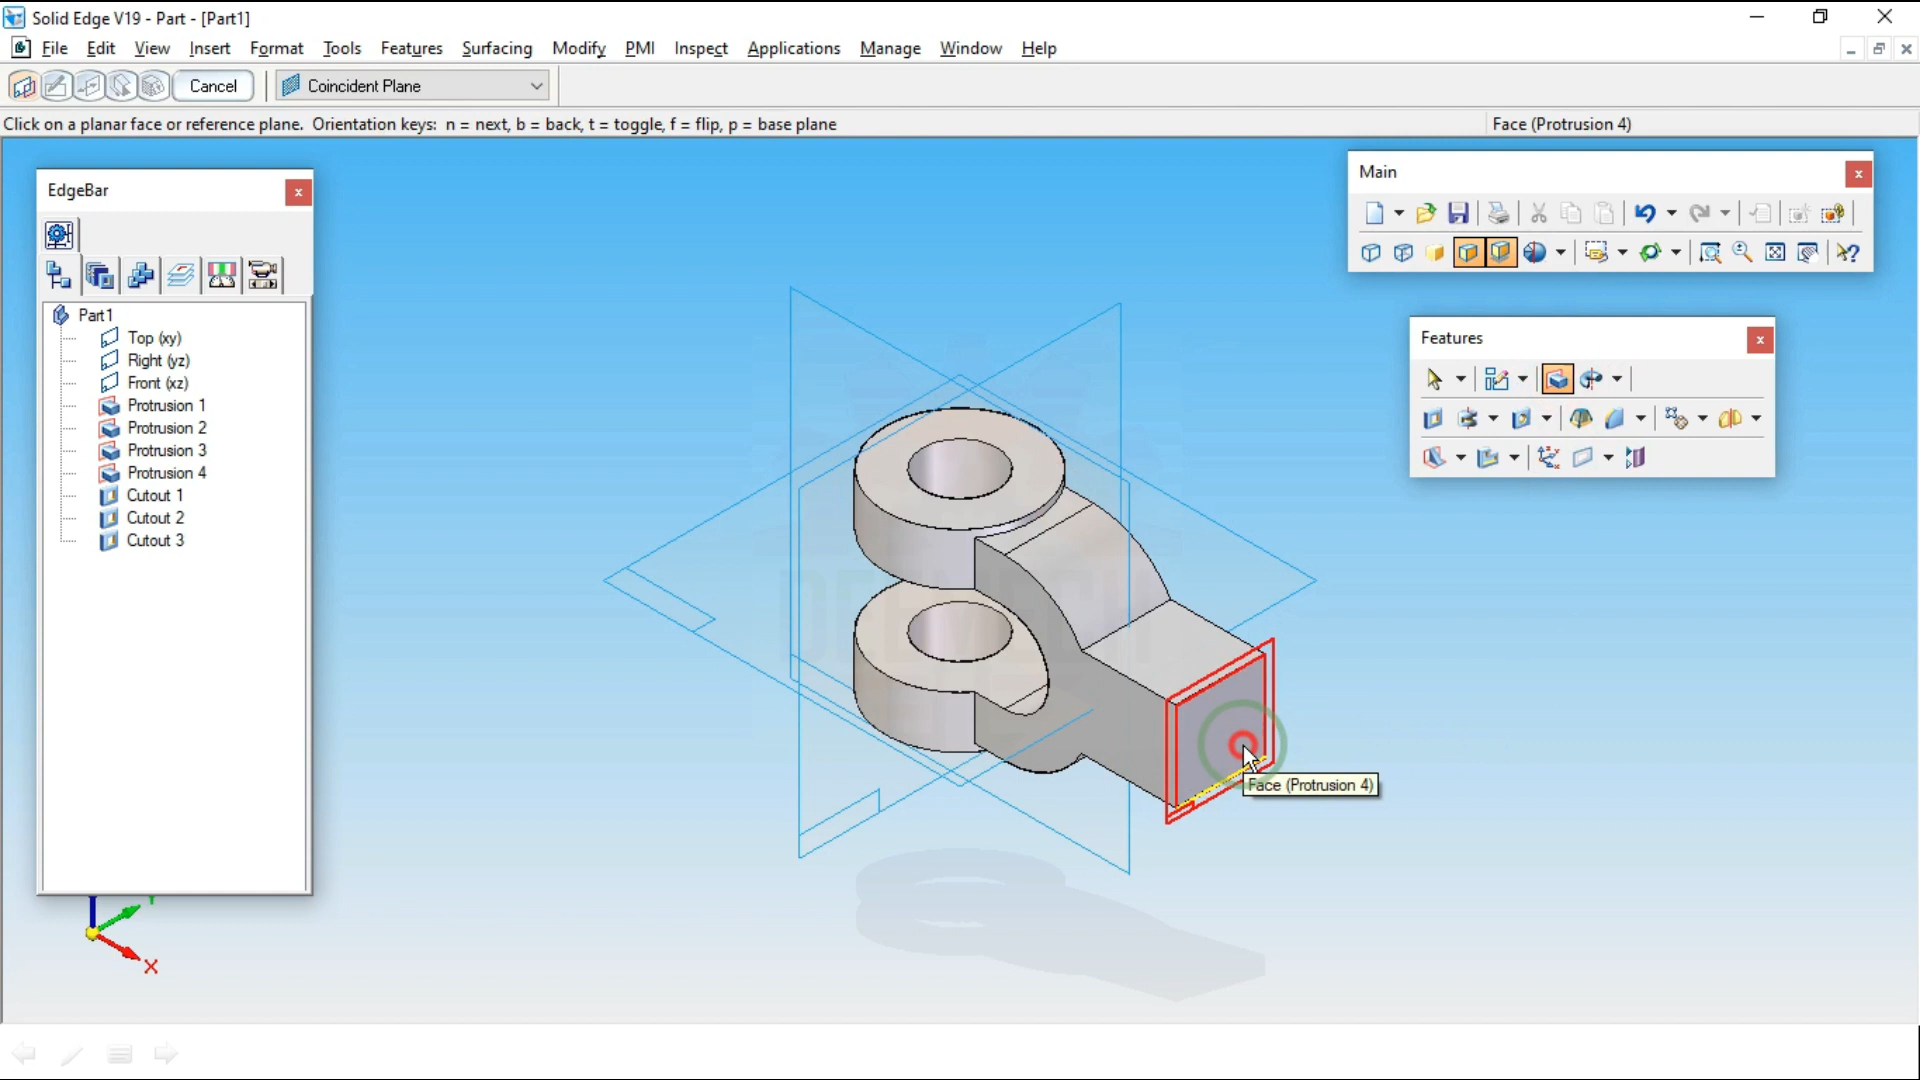 Solid Edge V19 - Part - [Part1]
File Edit View Insert Format Tools Features Surfacing Modify PMI Inspect Applications Manage Window Help
Cancel Coincident Plane
Click on a planar face or reference plane. Orientation keys: n = next, b = back, t = toggle, f = flip, p = base plane
Face (Protrusion 4)
EdgeBar
Main
Part1
Top (xy)
Right (yz)
Front (xz)
Protrusion 1
Protrusion 2
Protrusion 3
Protrusion 4
Cutout 1
Cutout 2
Cutout 3
Features
Face (Protrusion 4)
X